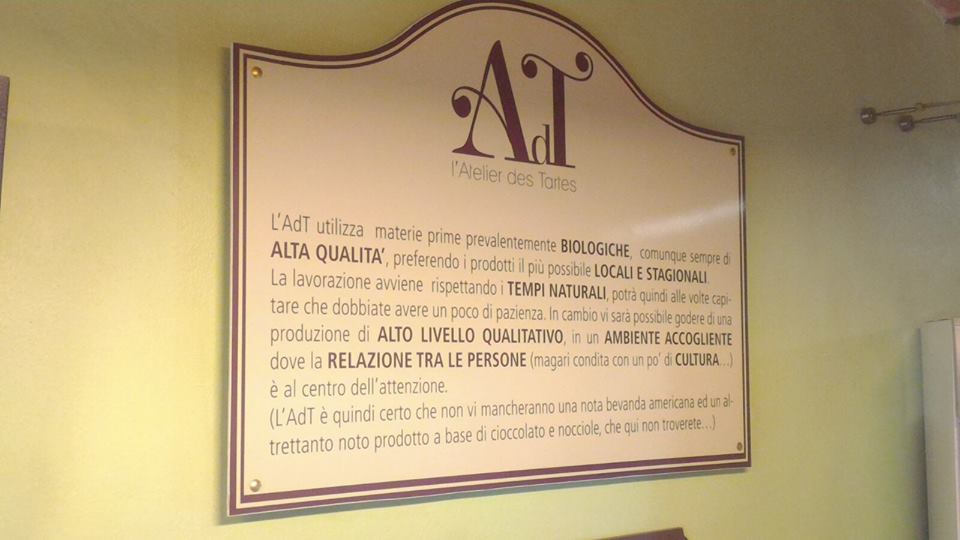 AdT
l'Atelier des Tartes
L'AdT utilizza materie prime prevalentemente BIOLOGICHE, comunque sempre di
ALTA QUALITA', preferendo i prodotti il più possibile LOCALI E STAGIONALI.
La lavorazione avviene rispettando i TEMPI NATURALI, potrà quindi alle volte capi-
tare che dobbiate avere un poco di pazienza. In cambio vi sarà possibile godere di una
produzione di ALTO LIVELLO QUALITATIVO, in un AMBIENTE ACCOGLIENTE
dove la RELAZIONE TRA LE PERSONE (magari condita con un po' di CULTURA...)
è al centro dell'attenzione.
(L'AdT è quindi certo che non vi mancheranno una nota bevanda americana ed un al-
trettanto noto prodotto a base di cioccolato e nocciole, che qui non troverete...)